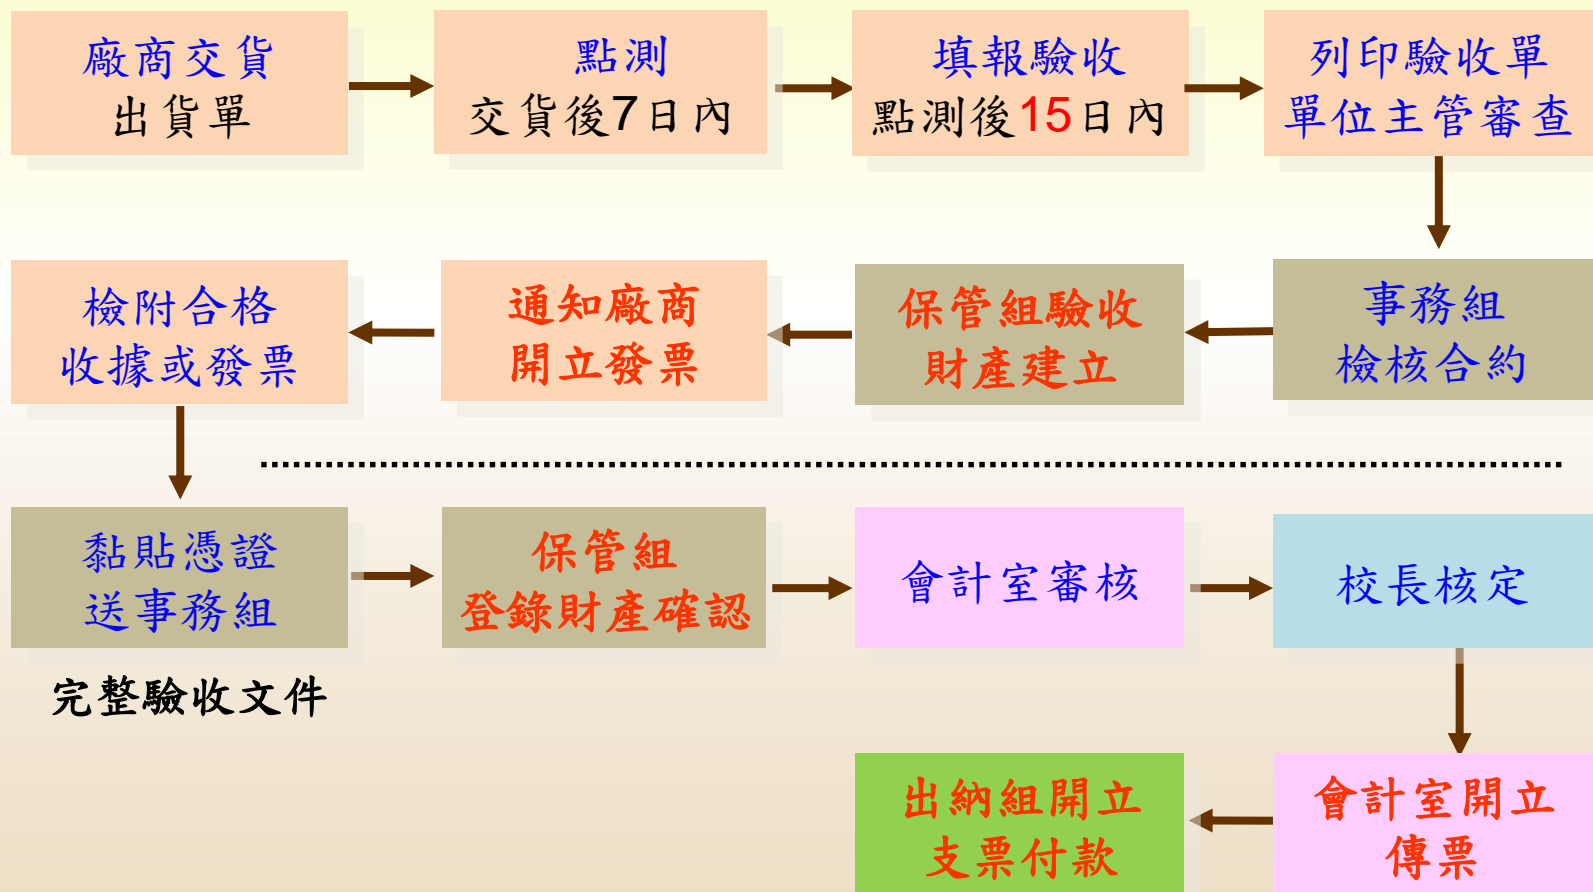 廠商交貨
出貨單
點測
交貨後7日內
填報驗收
點測後15日內
列印驗收單
單位主管審查
事務組
檢核合約
保管組驗收
財產建立
通知廠商
開立發票
檢附合格
收據或發票
黏貼憑證
送事務組
完整驗收文件
保管組
登錄財產確認
會計室審核
校長核定
會計室開立
傳票
出納組開立
支票付款